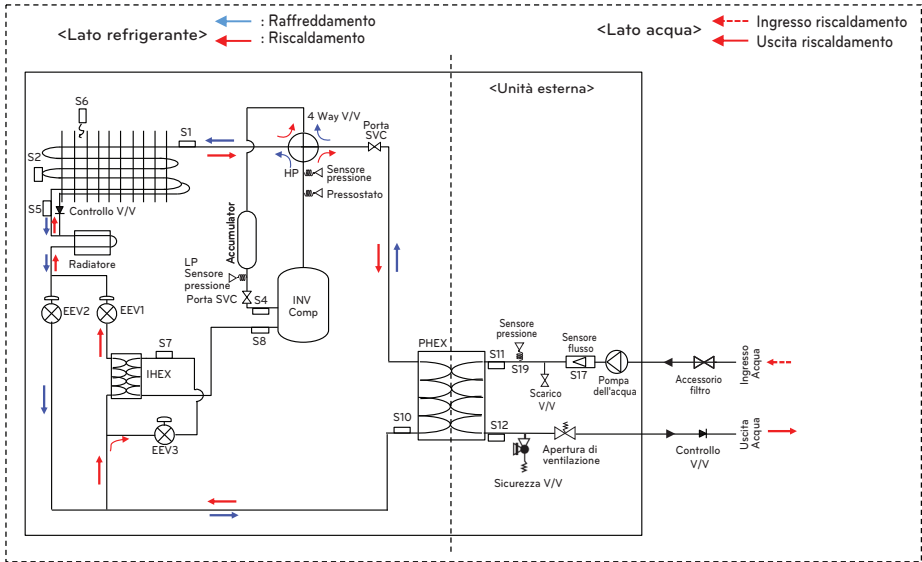 <Lato refrigerante>
: Raffreddamento
: Riscaldamento
<Lato acqua>
Ingresso riscaldamento
Uscita riscaldamento
<Unità esterna>
S6
S1
S2
S5
Controllo V/V
Radiatore
4 Way V/V
Porta
SVC
HP
Sensore
pressione
Pressostato
Accumulator
LP
Sensore
pressione
Porta SVC
S4
S8
INV
Comp
EEV2
EEV1
S7
IHEX
EEV3
PHEX
S10
S11
S12
Sensore
pressione
S19
Scarico
V/V
Sensore
flusso
S17
Pompa
dell'acqua
Accessorio
filtro
Ingresso
Acqua
Sicurezza V/V
Apertura di
ventilazione
Controllo
V/V
Uscita
Acqua